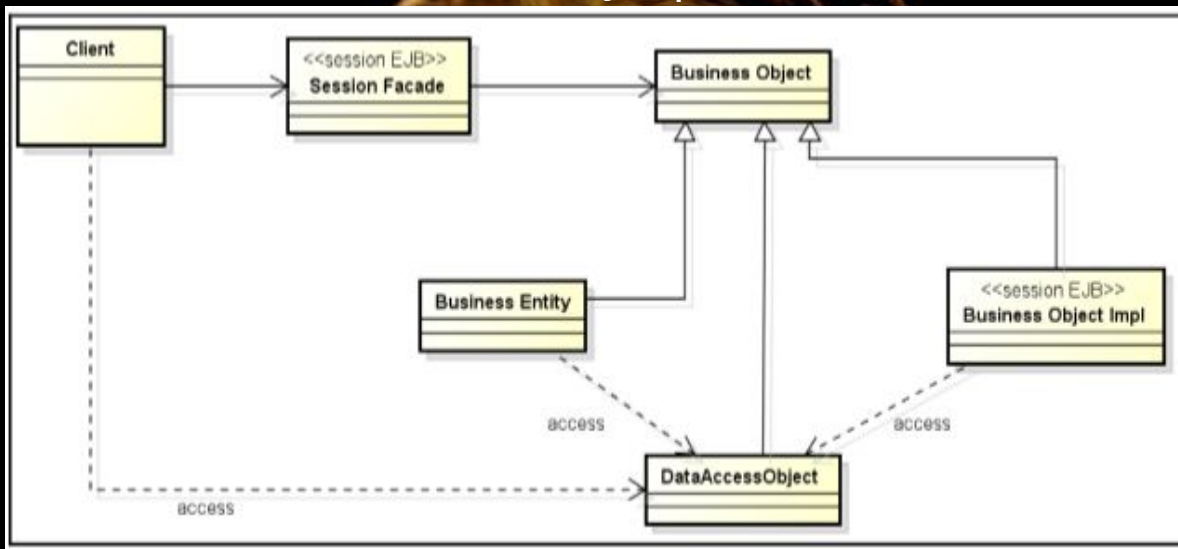 Client
<<session EJB>>
Session Facade
Business Object
Business Entity
<<session EJB>>
Business Object Impl
access
access
DataAccessObject
access